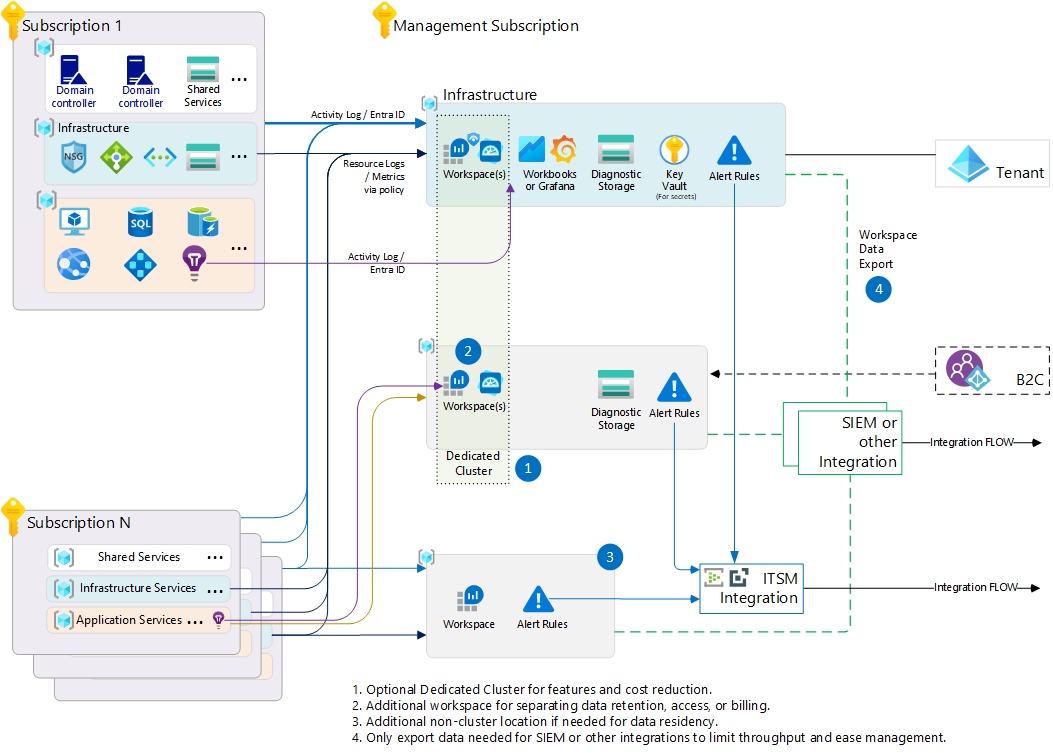 Subscription 1
Management Subscription
Domain
controller
Domain
controller
Shared
Services
...
Infrastructure
NSG
...
SQL
...
Activity Log / Entra ID
Resource Logs
/ Metrics
via policy
Activity Log /
Entra ID
Infrastructure
Workspace(s)
Workbooks
or Grafana
Diagnostic
Storage
Key
Vault
(For secrets)
Alert Rules
Tenant
Workspace
Data
Export
4
2
Workspace(s)
Diagnostic
Storage
Alert Rules
Dedicated
Cluster
1
B2C
SIEM or
other
Integration
Integration FLOW
Subscription N
Shared Services ...
Infrastructure Services ...
Application Services ...
3
Workspace
Alert Rules
ITSM
Integration
Integration FLOW
1. Optional Dedicated Cluster for features and cost reduction.
2. Additional workspace for separating data retention, access, or billing.
3. Additional non-cluster location if needed for data residency.
4. Only export data needed for SIEM or other integrations to limit throughput and ease management.